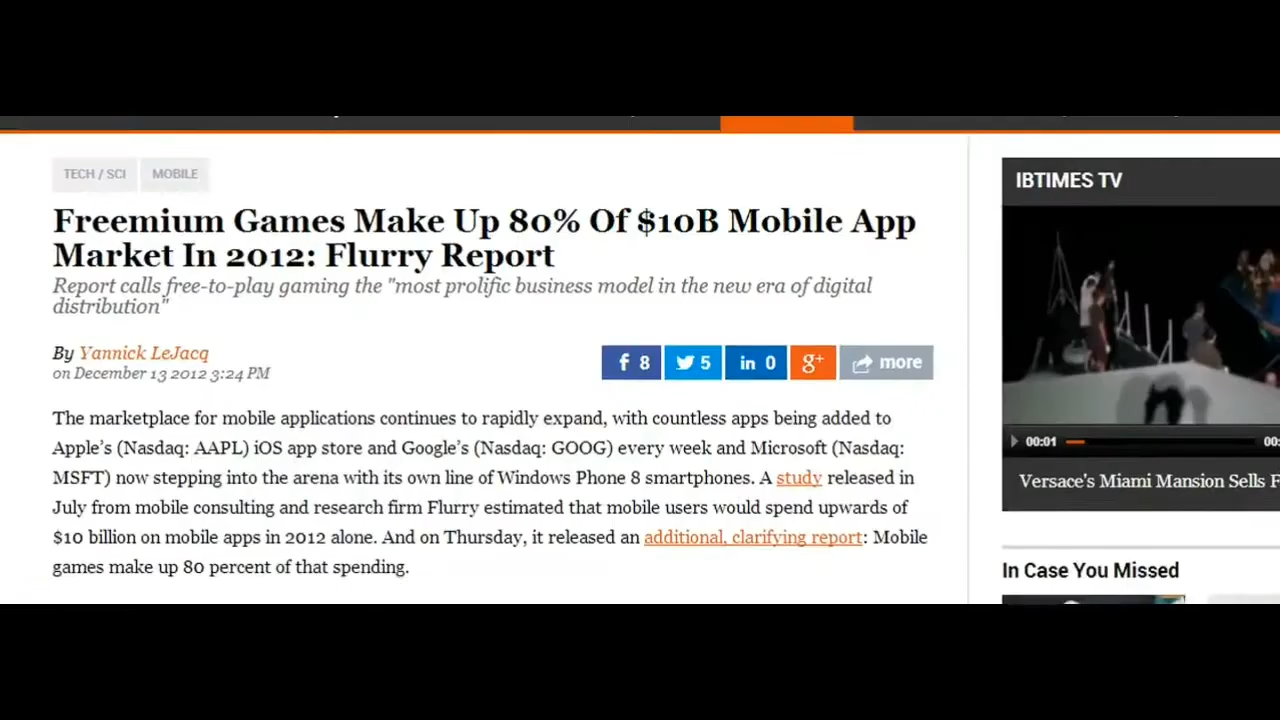 TECH / SCI
MOBILE
Freemium Games Make Up 80% Of $10B Mobile App
Market In 2012: Flurry Report
Report calls free-to-play gaming the "most prolific business model in the new era of digital
distribution"
By Yannick LeJacq
on December 13 2012 3:24 PM
f 8
5
in 0
g+
more
The marketplace for mobile applications continues to rapidly expand, with countless apps being added to
Apple's (Nasdaq: AAPL) iOS app store and Google's (Nasdaq: GOOG) every week and Microsoft (Nasdaq:
MSFT) now stepping into the arena with its own line of Windows Phone 8 smartphones. A study released in
July from mobile consulting and research firm Flurry estimated that mobile users would spend upwards of
$10 billion on mobile apps in 2012 alone. And on Thursday, it released an additional, clarifying report: Mobile
games make up 80 percent of that spending.
IBTIMES TV
00:01
00:
Versace's Miami Mansion Sells F
In Case You Missed